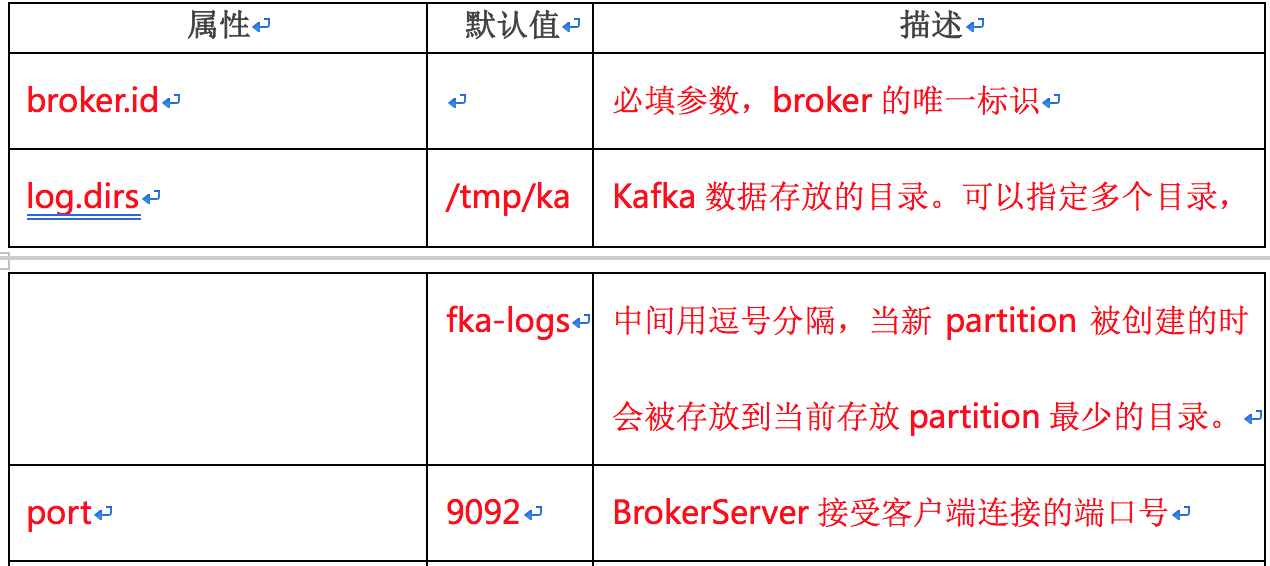 属性 默认值 描述
broker.id 必填参数，broker 的唯一标识
log.dirs /tmp/ka Kafka 数据存放的目录。可以指定多个目录，
fka-logs 中间用逗号分隔，当新 partition 被创建的时
会被存放到当前存放 partition 最少的目录。
port 9092 BrokerServer 接受客户端连接的端口号